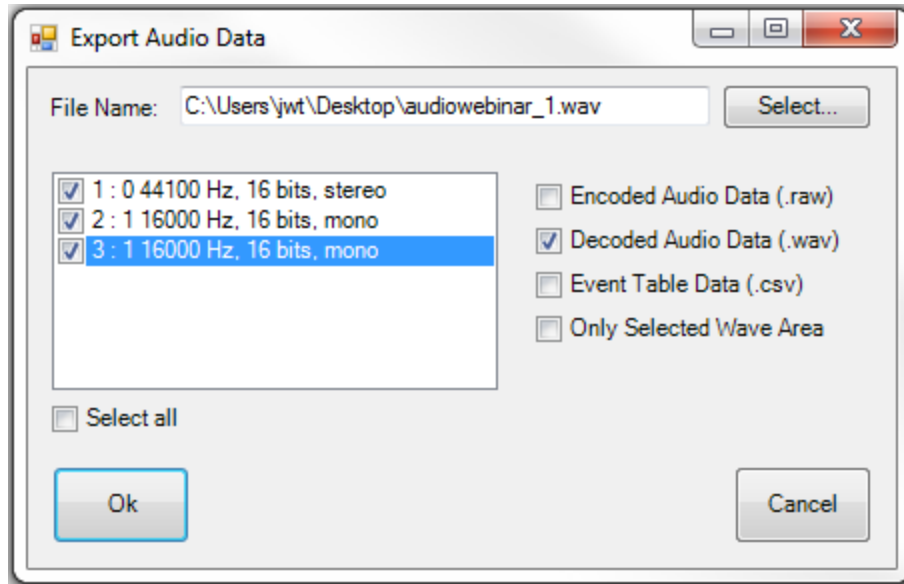 Export Audio Data
File Name: C:\Users\jwt\Desktop\audiowebinar_1.wav Select...
1 : 0 44100 Hz, 16 bits, stereo
2 : 1 16000 Hz, 16 bits, mono
3 : 1 16000 Hz, 16 bits, mono
Encoded Audio Data (.raw)
Decoded Audio Data (.wav)
Event Table Data (.csv)
Only Selected Wave Area
Select all
Ok Cancel